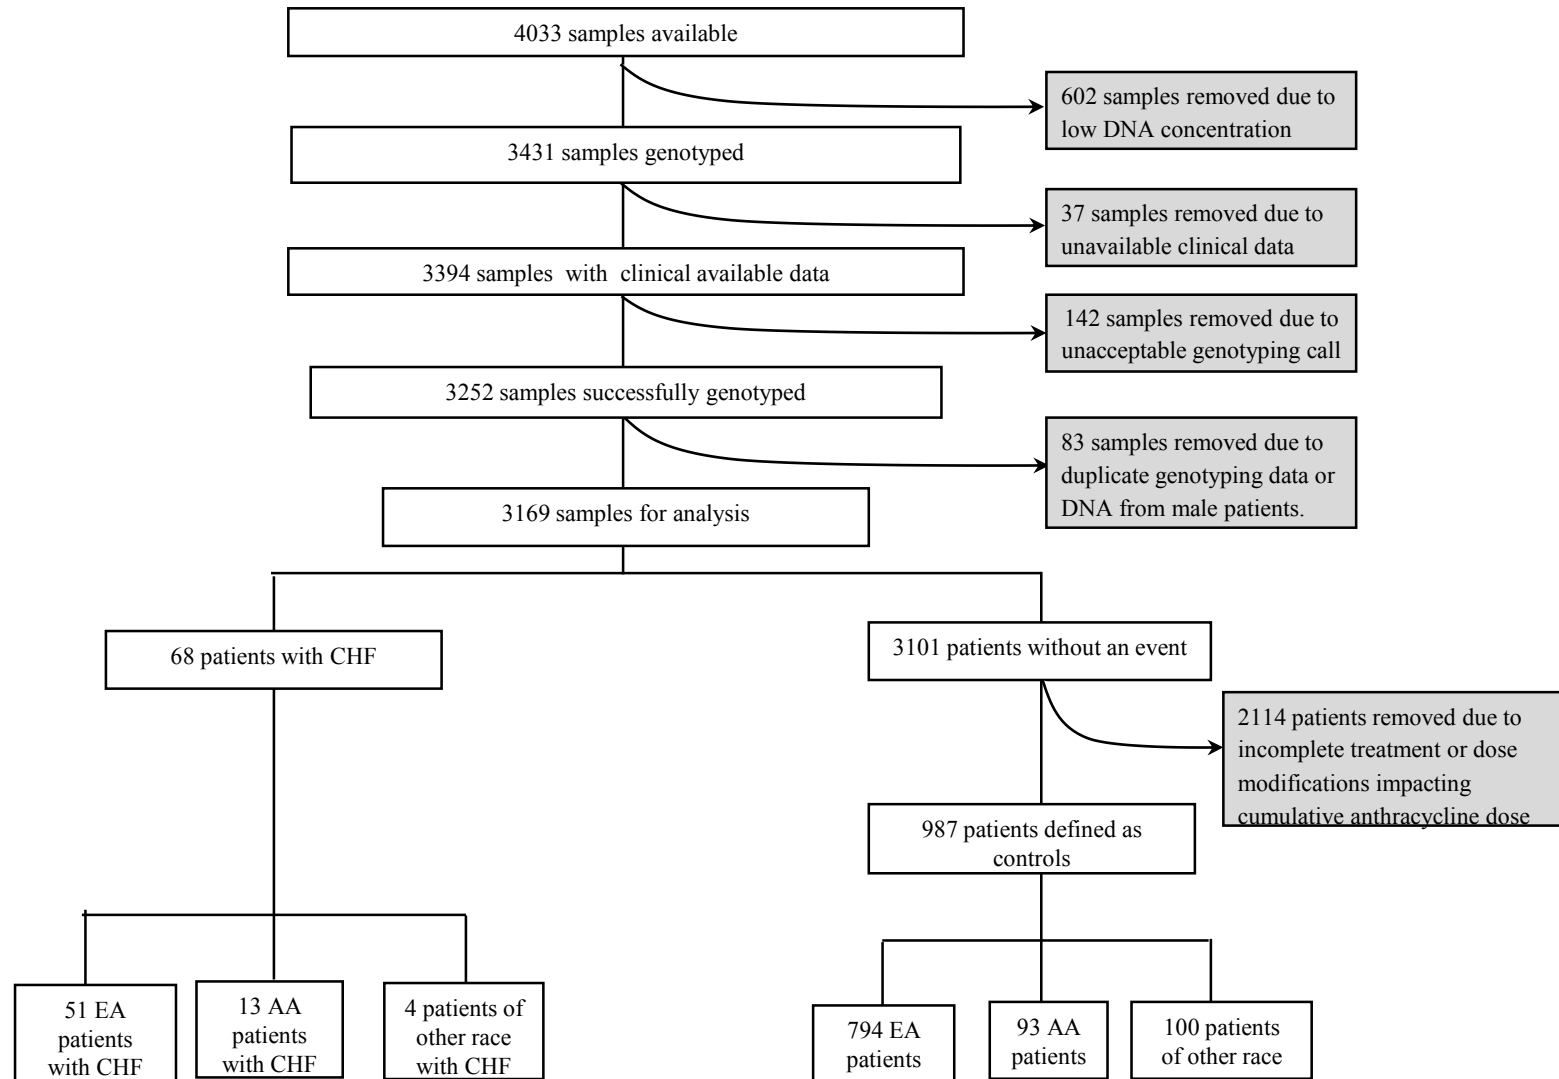 4033 samples available
602 samples removed due to
low DNA concentration
3431 samples genotyped
37 samples removed due to
unavailable clinical data
3394 samples with clinical available data
142 samples removed due to
unacceptable genotyping call
3252 samples successfully genotyped
83 samples removed due to
duplicate genotyping data or
DNA from male patients.
3169 samples for analysis
68 patients with CHF
3101 patients without an event
2114 patients removed due to
incomplete treatment or dose
modifications impacting
cumulative anthracycline dose
987 patients defined as
controls
51 EA
patients
with CHF
13 AA
patients
with CHF
4 patients of
other race
with CHF
794 EA
patients
93 AA
patients
100 patients
of other race